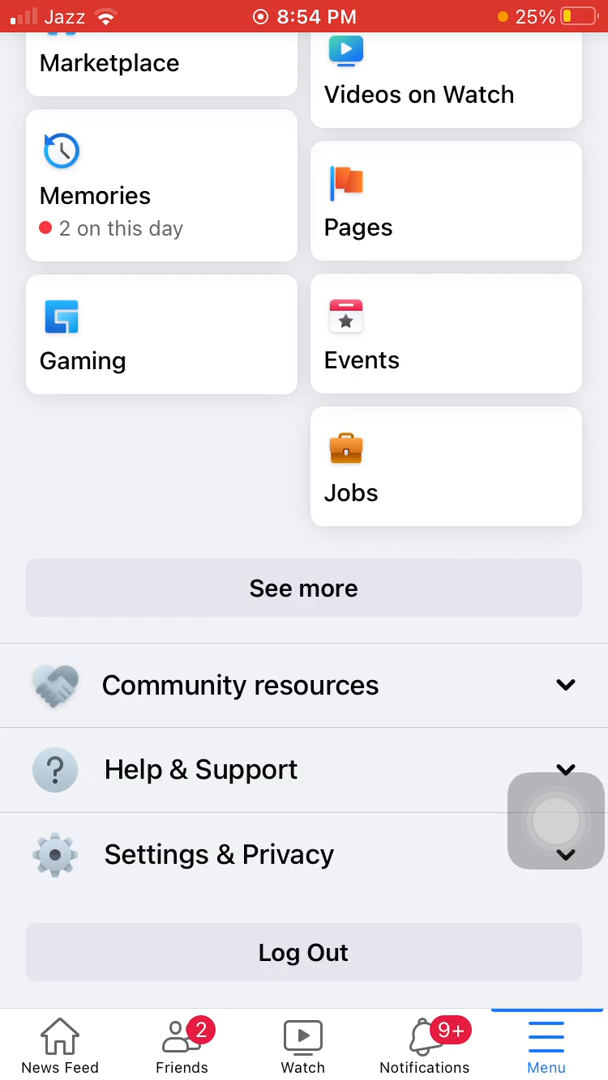 Jazz 8:54 PM 25%
Marketplace
Videos on Watch
Memories
2 on this day
Pages
Gaming
Events
Jobs
See more
Community resources
? Help & Support
Settings & Privacy
Log Out
2 9+
News Feed Friends Watch Notifications Menu